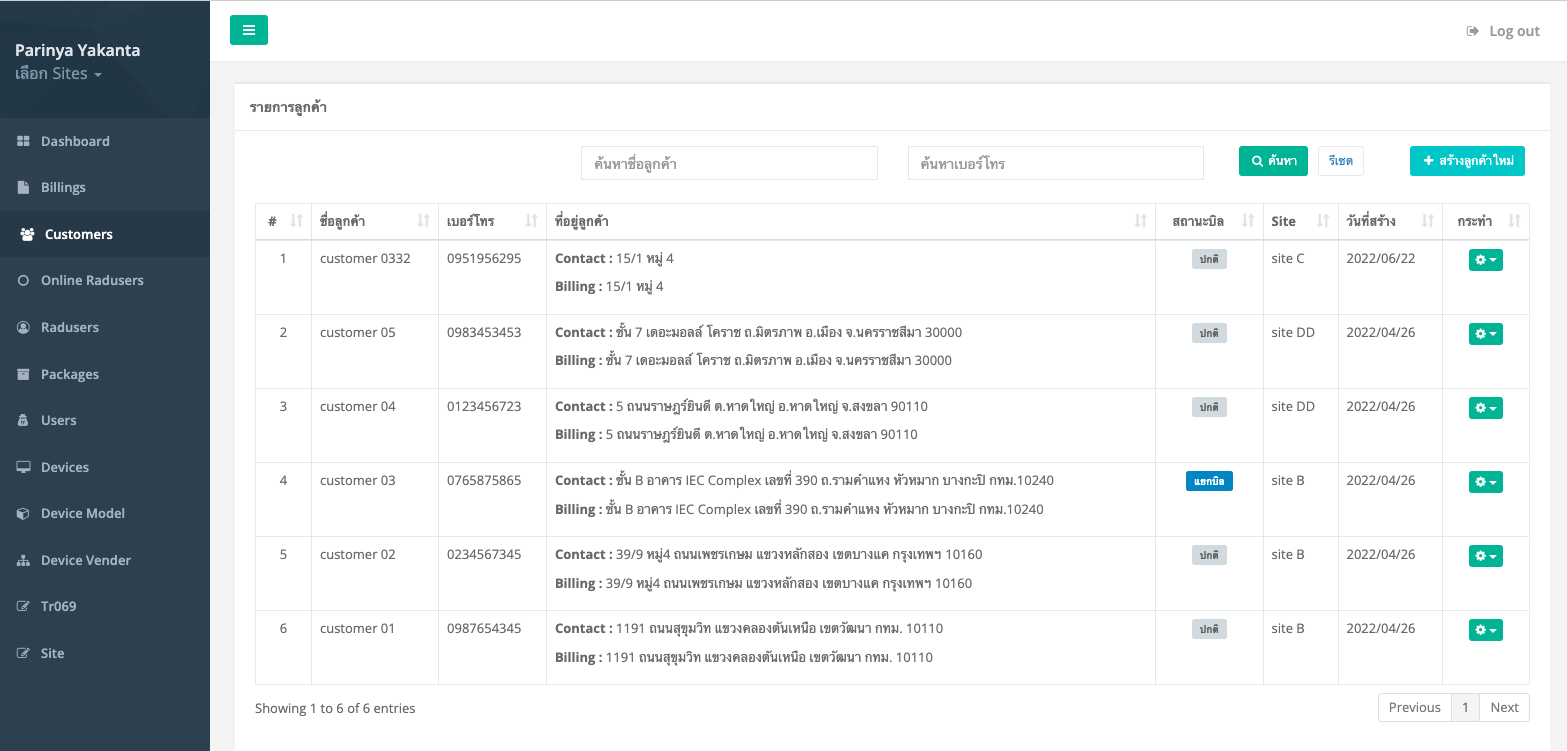 Parinya Yakanta
เลือก Sites
Dashboard
Billings
Customers
Online Radusers
Radusers
Packages
Users
Devices
Device Model
Device Vender
Tr069
Site
Log out
รายการลูกค้า
ค้นหาชื่อลูกค้า ค้นหาเบอร์โทร ค้นหา รีเซต + สร้างลูกค้าใหม่
# ชื่อลูกค้า เบอร์โทร ที่อยู่ลูกค้า สถานะบิล Site วันที่สร้าง กระทำ
1 customer 0332 0951956295 Contact : 15/1 หมู่ 4 ปกติ site C 2022/06/22
Billing : 15/1 หมู่ 4
2 customer 05 0983453453 Contact : ชั้น 7 เดอะมอลล์ โคราช ถ.มิตรภาพ อ.เมือง จ.นครราชสีมา 30000 ปกติ site DD 2022/04/26
Billing : ชั้น 7 เดอะมอลล์ โคราช ถ.มิตรภาพ อ.เมือง จ.นครราชสีมา 30000
3 customer 04 0123456723 Contact : 5 ถนนราษฎร์ยินดี ต.หาดใหญ่ อ.หาดใหญ่ จ.สงขลา 90110 ปกติ site DD 2022/04/26
Billing : 5 ถนนราษฎร์ยินดี ต.หาดใหญ่ อ.หาดใหญ่ จ.สงขลา 90110
4 customer 03 0765875865 Contact : ชั้น B อาคาร IEC Complex เลขที่ 390 ถ.รามคำแหง หัวหมาก บางกะปิ กทม.10240 แยกบิล site B 2022/04/26
Billing : ชั้น B อาคาร IEC Complex เลขที่ 390 ถ.รามคำแหง หัวหมาก บางกะปิ กทม.10240
5 customer 02 0234567345 Contact : 39/9 หมู่4 ถนนเพชรเกษม แขวงหลักสอง เขตบางแค กรุงเทพฯ 10160 ปกติ site B 2022/04/26
Billing : 39/9 หมู่4 ถนนเพชรเกษม แขวงหลักสอง เขตบางแค กรุงเทพฯ 10160
6 customer 01 0987654345 Contact : 1191 ถนนสุขุมวิท แขวงคลองตันเหนือ เขตวัฒนา กทม. 10110 ปกติ site B 2022/04/26
Billing : 1191 ถนนสุขุมวิท แขวงคลองตันเหนือ เขตวัฒนา กทม. 10110
Showing 1 to 6 of 6 entries Previous 1 Next